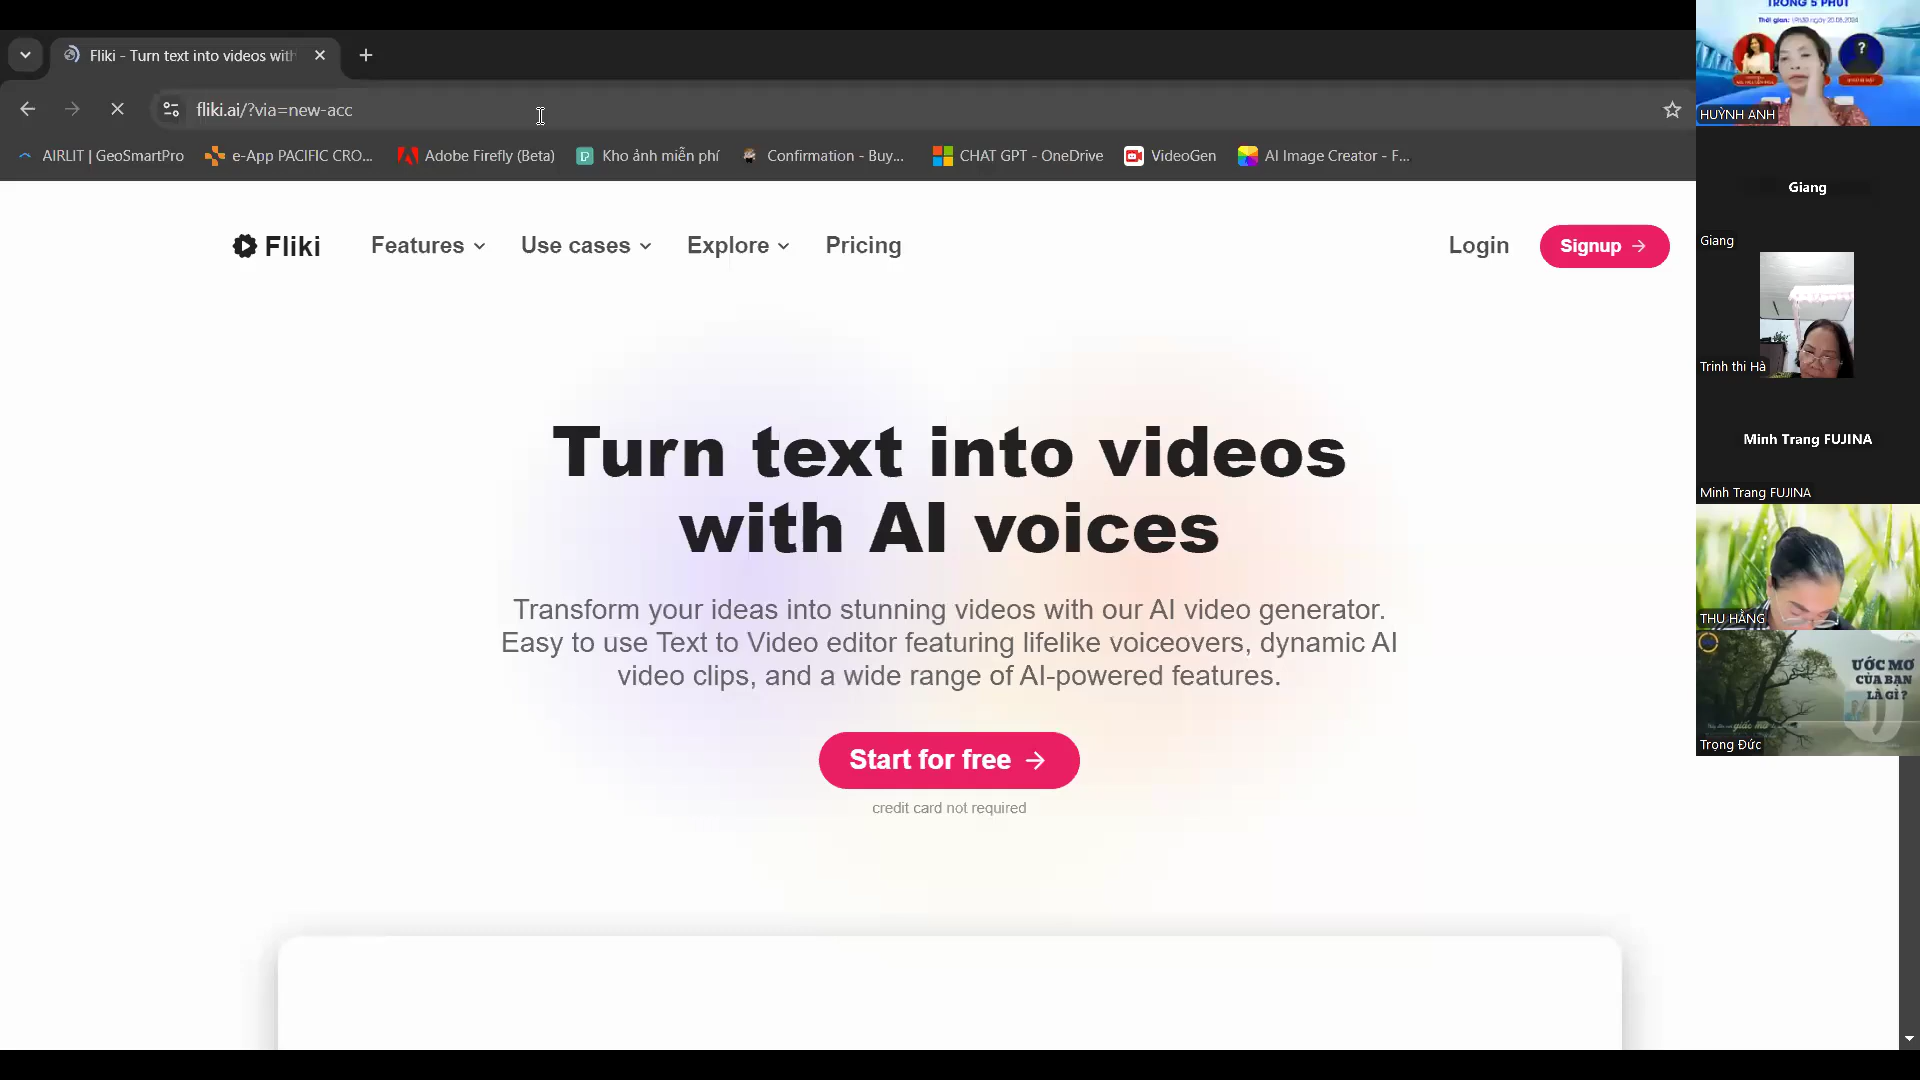 Fliki - Turn text into videos with
fliki.ai/?via=new-acc
AIRLIT | GeoSmartPro
e-App PACIFIC CRO...
Adobe Firefly (Beta)
Kho ảnh miễn phí
Confirmation - Buy...
CHAT GPT - OneDrive
VideoGen
AI Image Creator - F...
Fliki
Features
Use cases
Explore
Pricing
Login
Signup
Turn text into videos
with AI voices
Transform your ideas into stunning videos with our AI video generator.
Easy to use Text to Video editor featuring lifelike voiceovers, dynamic AI
video clips, and a wide range of AI-powered features.
Start for free
credit card not required
TRONG 5 PHÚT
HUỲNH ANH
Giang
Giang
Trinh thi Hà
Minh Trang FUJINA
Minh Trang FUJINA
THU HẰNG
ƯỚC MƠ
CỦA BẠN
LÀ GÌ ?
Trọng Đức